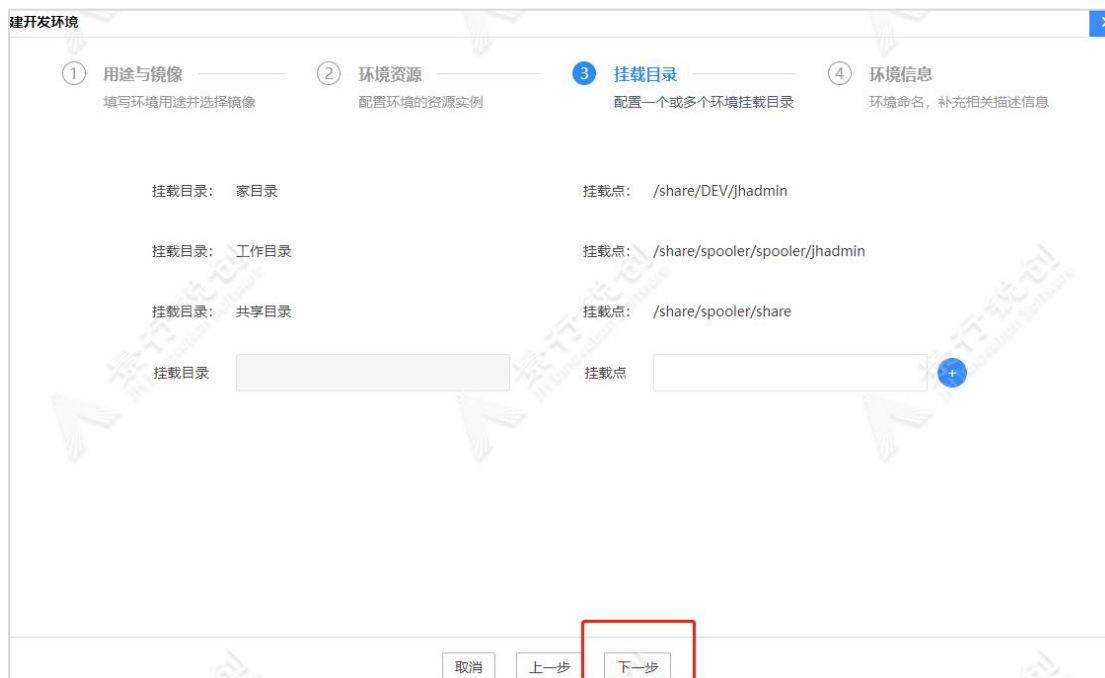 建开发环境
1 用途与镜像 2 环境资源 3 挂载目录 4 环境信息
填写环境用途并选择镜像 配置环境的资源实例 配置一个或多个环境挂载目录 环境命名，补充相关描述信息
挂载目录： 家目录 挂载点： /share/DEV/jhadmin
挂载目录： 工作目录 挂载点： /share/spooler/spooler/jhadmin
挂载目录： 共享目录 挂载点： /share/spooler/share
挂载目录 挂载点 +
取消 上一步 下一步